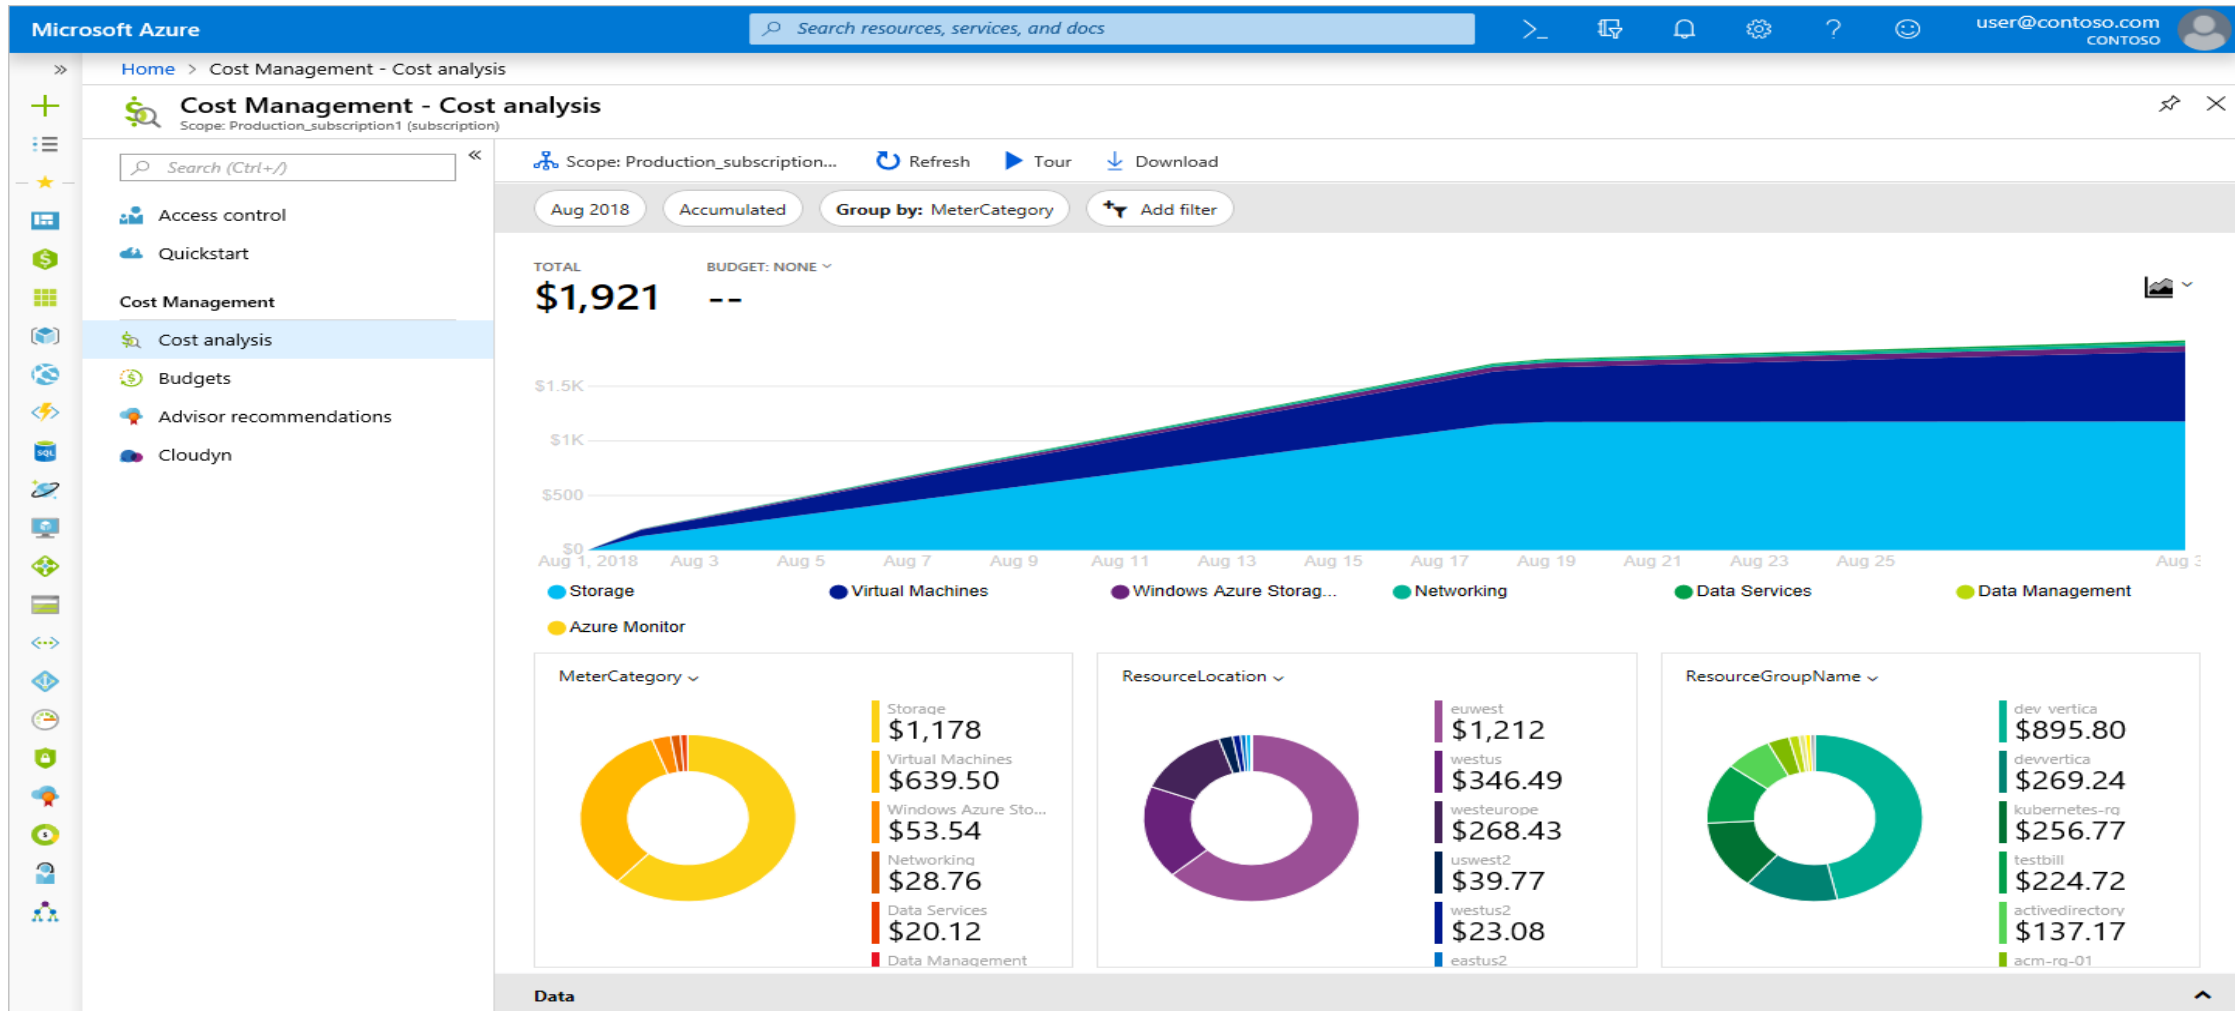 Microsoft Azure
Search resources, services, and docs
user@contoso.com
CONTOSO
Home > Cost Management - Cost analysis
Cost Management - Cost analysis
Scope: Production_subscription1 (subscription)
Search (Ctrl+/)
Access control
Quickstart
Cost Management
Cost analysis
Budgets
Advisor recommendations
Cloudyn
Scope: Production_subscription...
Refresh
Tour
Download
Aug 2018
Accumulated
Group by: MeterCategory
Add filter
TOTAL
$1,921
BUDGET: NONE
--
$1.5K
$1K
$500
$0
Aug 1, 2018 Aug 3 Aug 5 Aug 7 Aug 9 Aug 11 Aug 13 Aug 15 Aug 17 Aug 19 Aug 21 Aug 23 Aug 25 Aug
Storage Virtual Machines Windows Azure Storag... Networking Data Services Data Management
Azure Monitor
MeterCategory
Storage
$1,178
Virtual Machines
$639.50
Windows Azure Sto...
$53.54
Networking
$28.76
Data Services
$20.12
Data Management
ResourceLocation
euwest
$1,212
westus
$346.49
westeurope
$268.43
uswest2
$39.77
westus2
$23.08
eastus2
ResourceGroupName
dev vertica
$895.80
devvertica
$269.24
kubernetes-rg
$256.77
testbill
$224.72
activedirectory
$137.17
acm-rg-01
Data